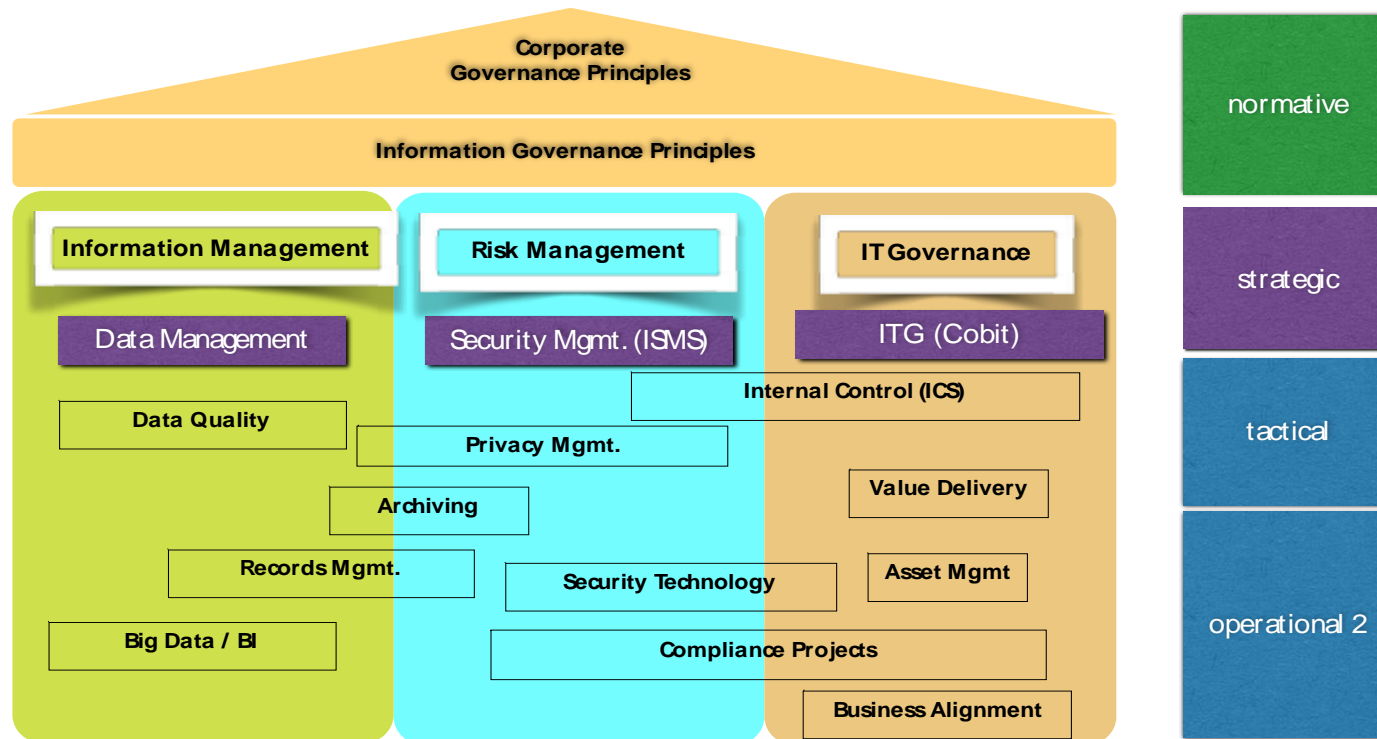 Corporate
Governance Principles
normative
Information Governance Principles
Information Management
Risk Management
IT Governance
strategic
Data Management
Security Mgmt. (ISMS)
ITG (Cobit)
Internal Control (ICS)
Data Quality
Privacy Mgmt.
tactical
Value Delivery
Archiving
Records Mgmt.
Security Technology
Asset Mgmt
operational 2
Big Data / BI
Compliance Projects
Business Alignment